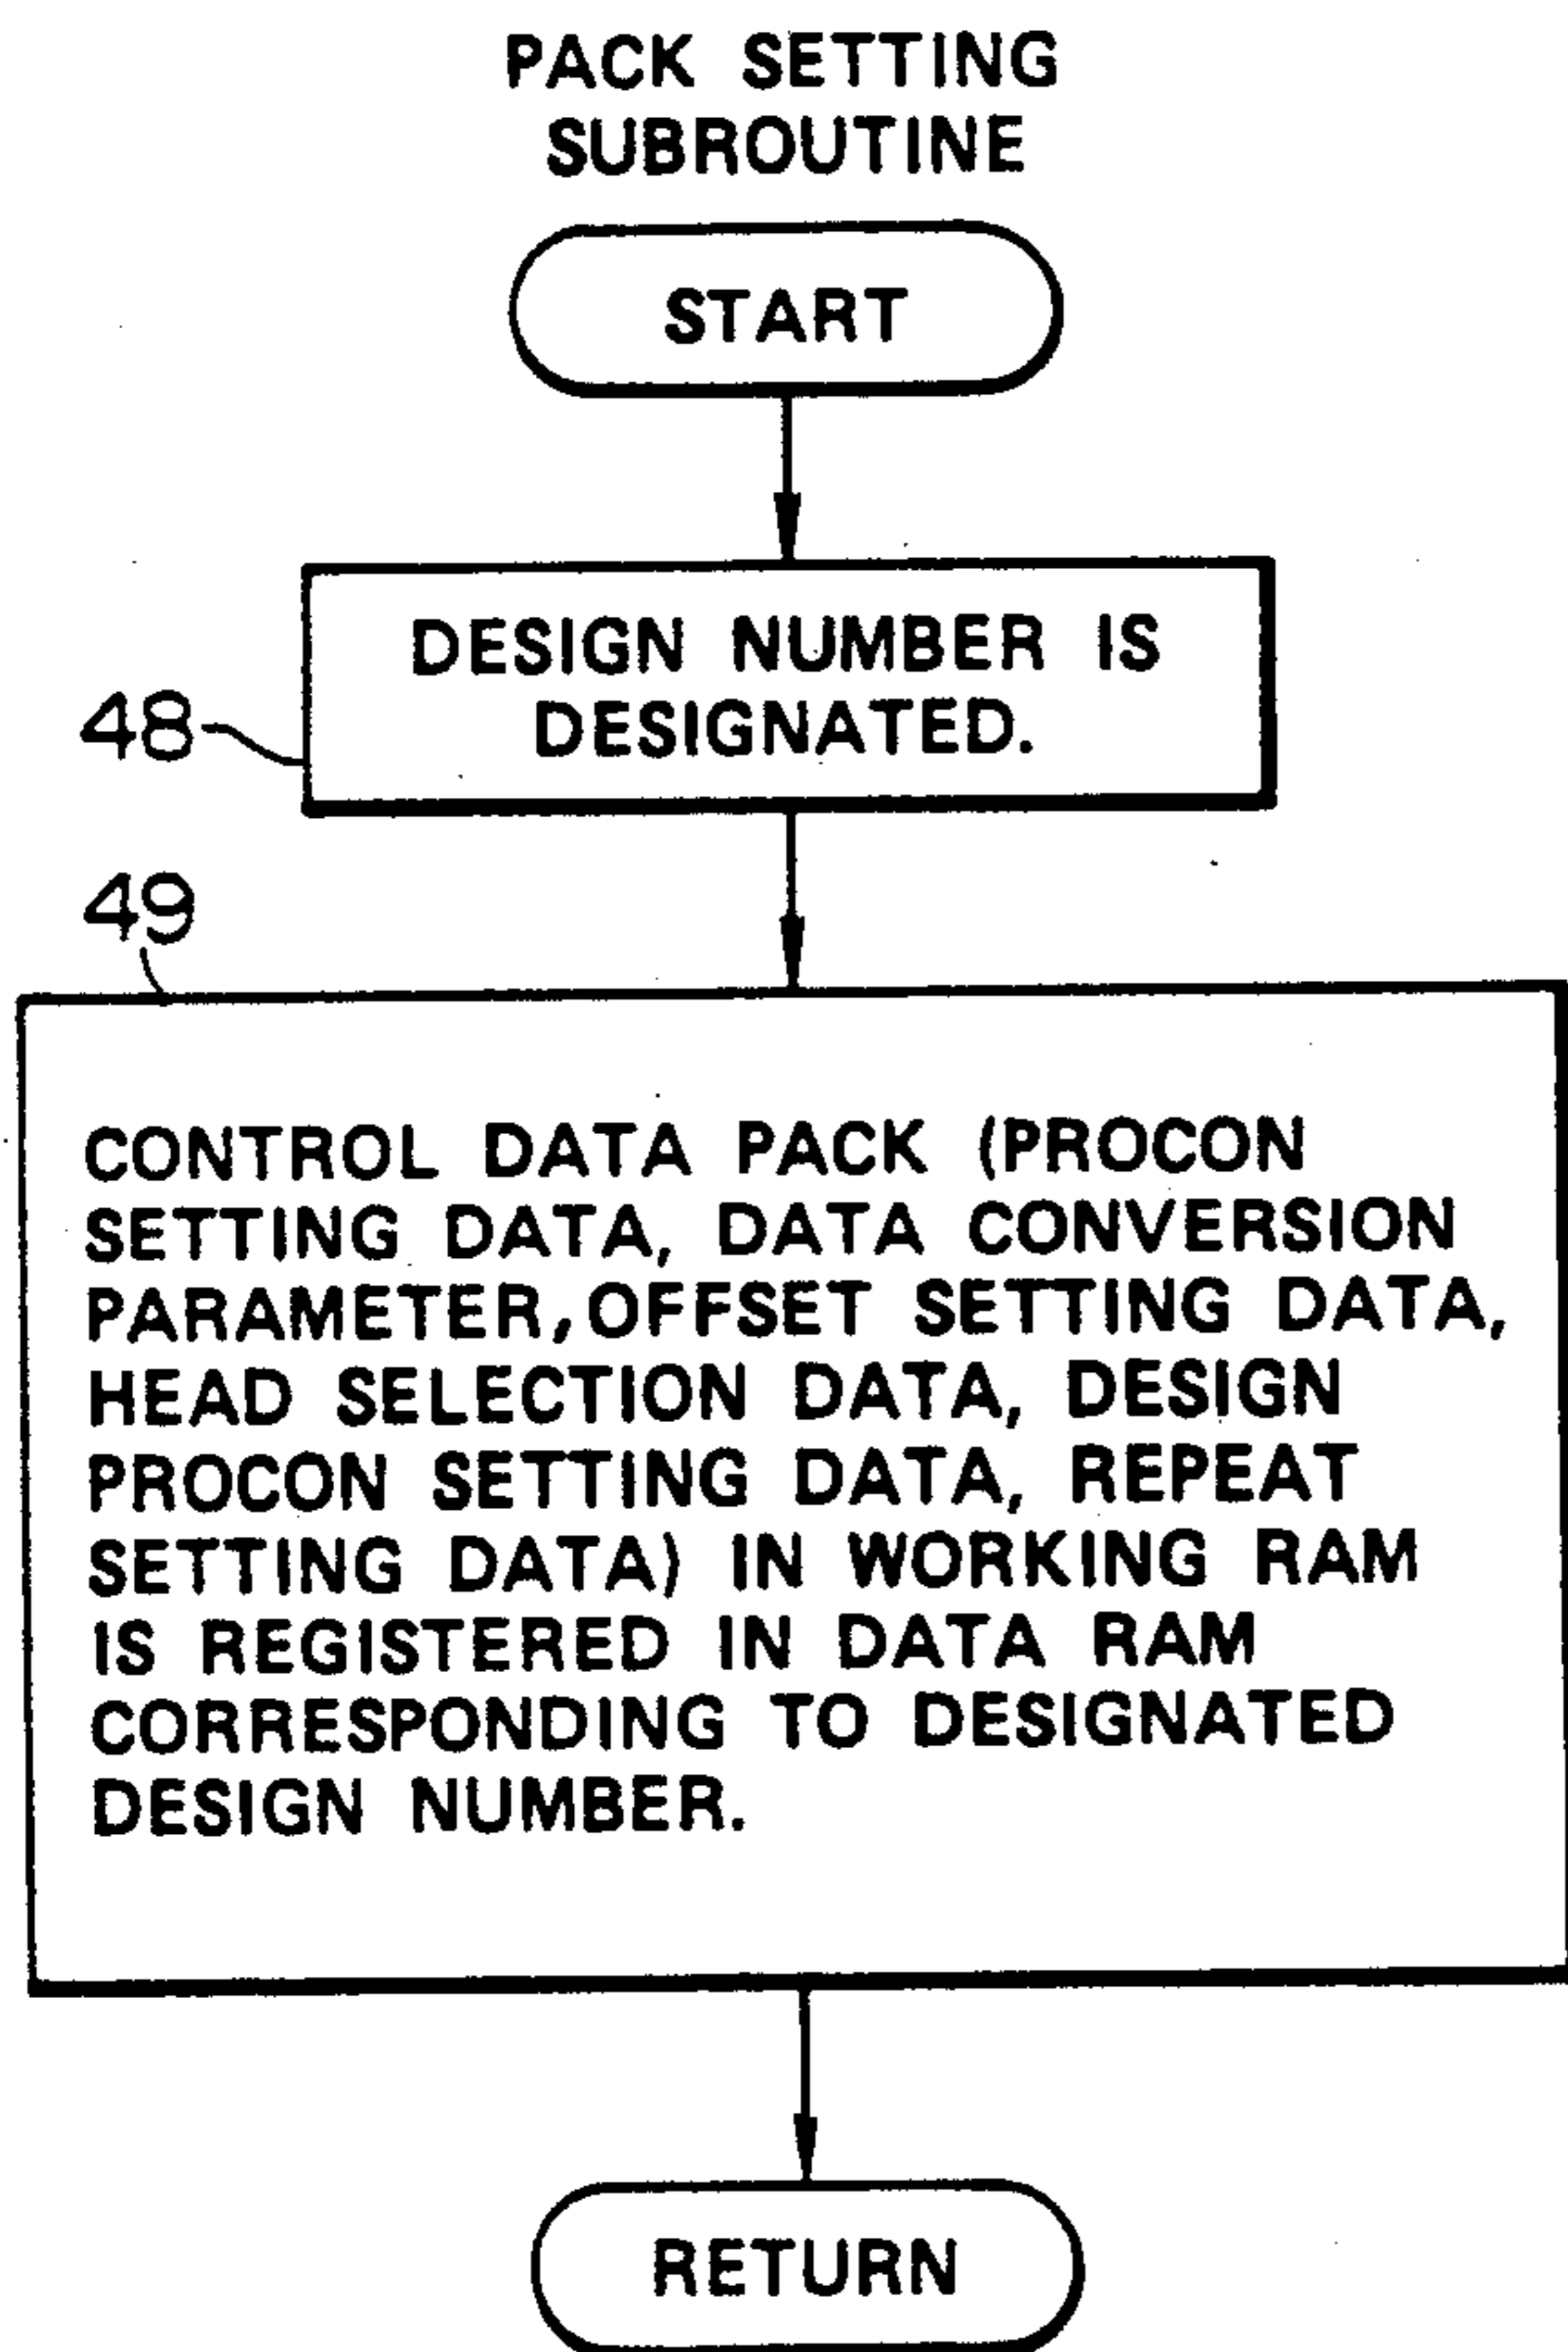 PACK SETTING
SUBROUTINE
START
DESIGN NUMBER IS
DESIGNATED.
48
49
CONTROL DATA PACK (PROCON
SETTING DATA, DATA CONVERSION
PARAMETER, OFFSET SETTING DATA,
HEAD SELECTION DATA, DESIGN
PROCON SETTING DATA, REPEAT
SETTING DATA) IN WORKING RAM
IS REGISTERED IN DATA RAM
CORRESPONDING TO DESIGNATED
DESIGN NUMBER.
RETURN